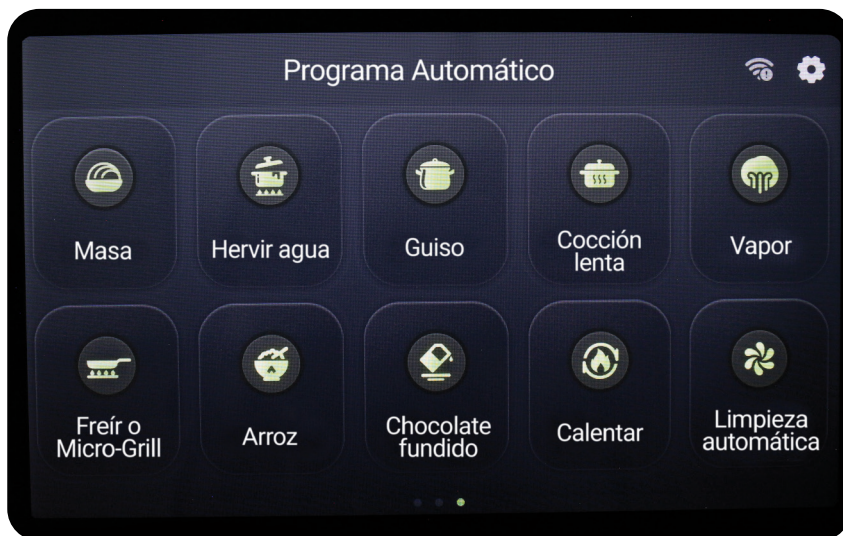 Programa Automático
Masa
Hervir agua
Guiso
Cocción
lenta
Vapor
Freír o
Micro-Grill
Arroz
Chocolate
fundido
Calentar
Limpieza
automática